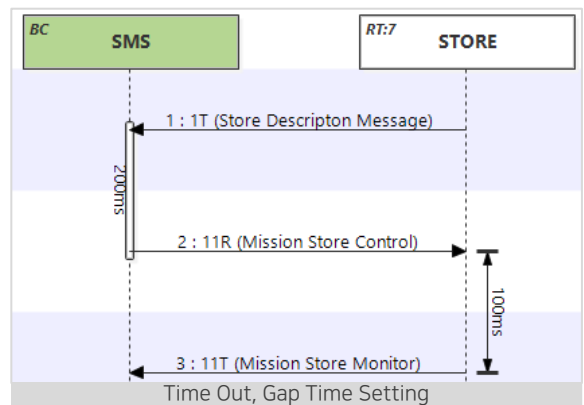 BC
SMS
RT:7
STORE
1 : 1T (Store Descripton Message)
200ms
2 : 11R (Mission Store Control)
100ms
3 : 11T (Mission Store Monitor)
Time Out, Gap Time Setting